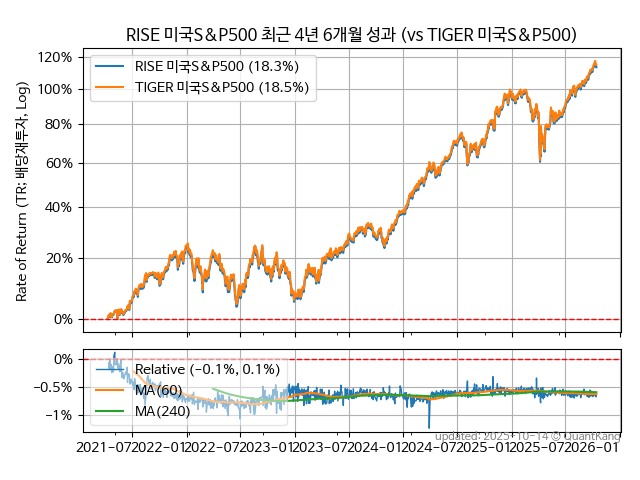 RISE 미국S&P500 최근 4년 6개월 성과 (vs TIGER 미국S&P500)
Rate of Return (TR: 배당재투자, Log)
120%
100%
80%
60%
40%
20%
0%
RISE 미국S&P500 (18.3%)
TIGER 미국S&P500 (18.5%)
0%
−0.5%
−1%
Relative (−0.1%, 0.1%)
MA(60)
MA(240)
updated: 2025-10-14 © QuantKang
2021-07 2022-01 2022-07 2023-01 2023-07 2024-01 2024-07 2025-01 2025-07 2026-01